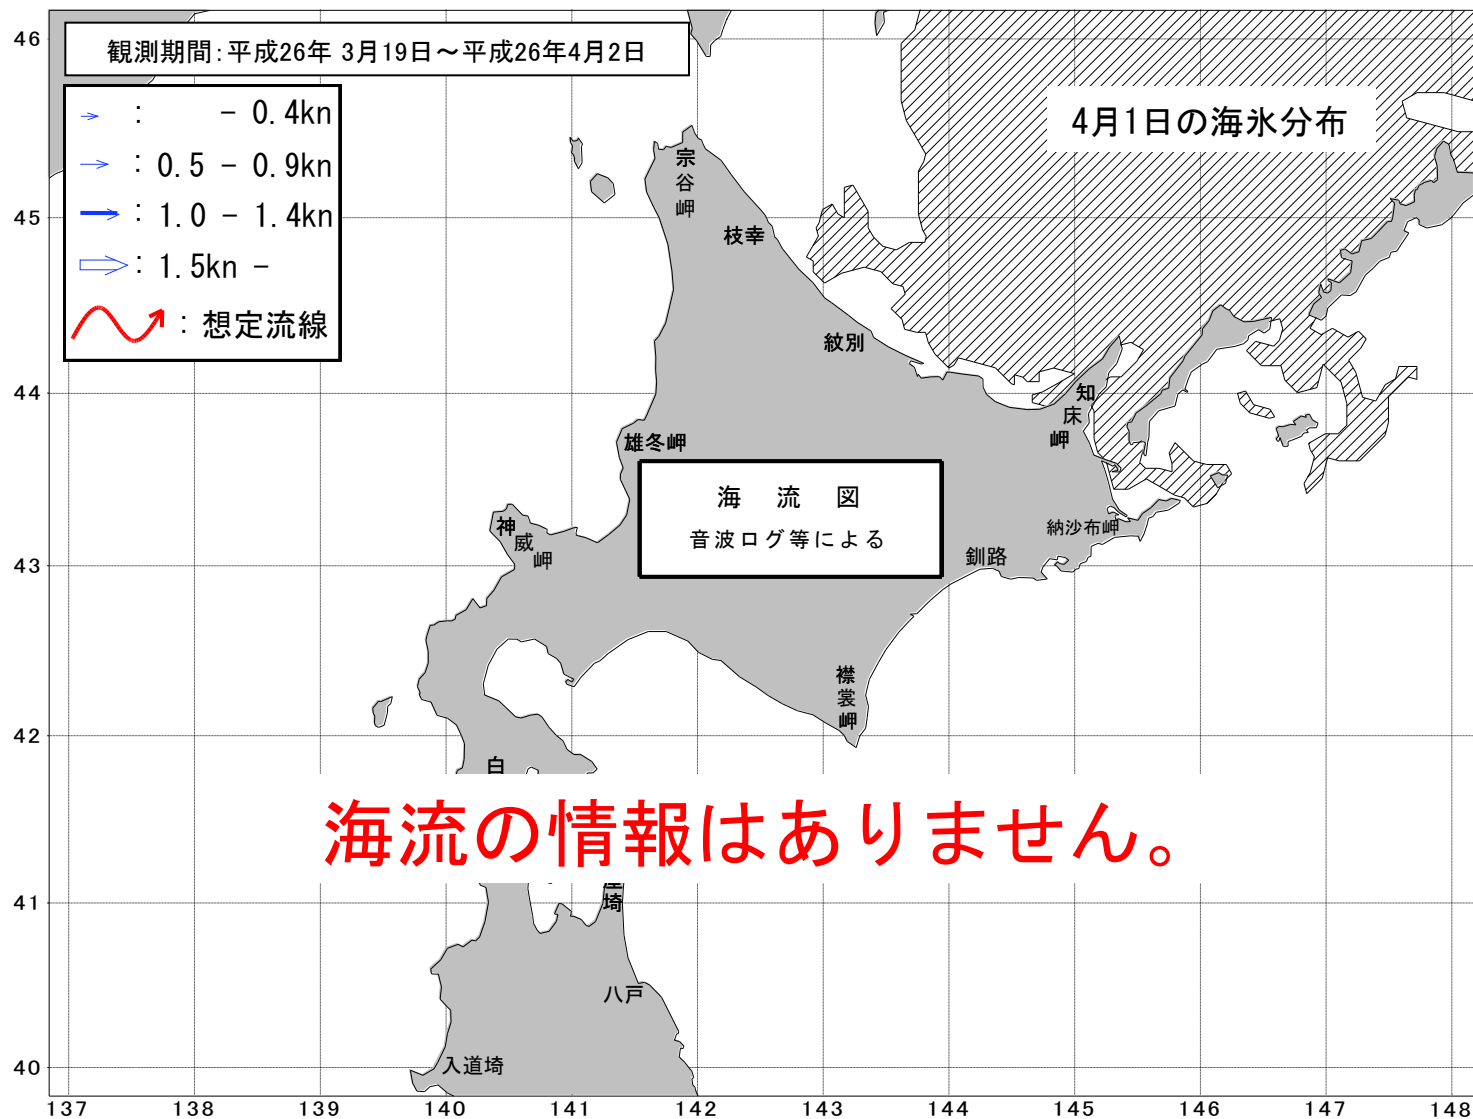 観測期間:平成26年 3月19日～平成26年4月2日
: - 0.4kn
: 0.5 - 0.9kn
: 1.0 - 1.4kn
: 1.5kn -
: 想定流線
4月1日の海氷分布
宗谷岬
枝幸
紋別
知床岬
雄冬岬
海 流 図
音波ログ等による
神威岬
納沙布岬
釧路
襟裳岬
白
海流の情報はありません。
埼
八戸
入道埼
46
45
44
43
42
41
40
137 138 139 140 141 142 143 144 145 146 147 148